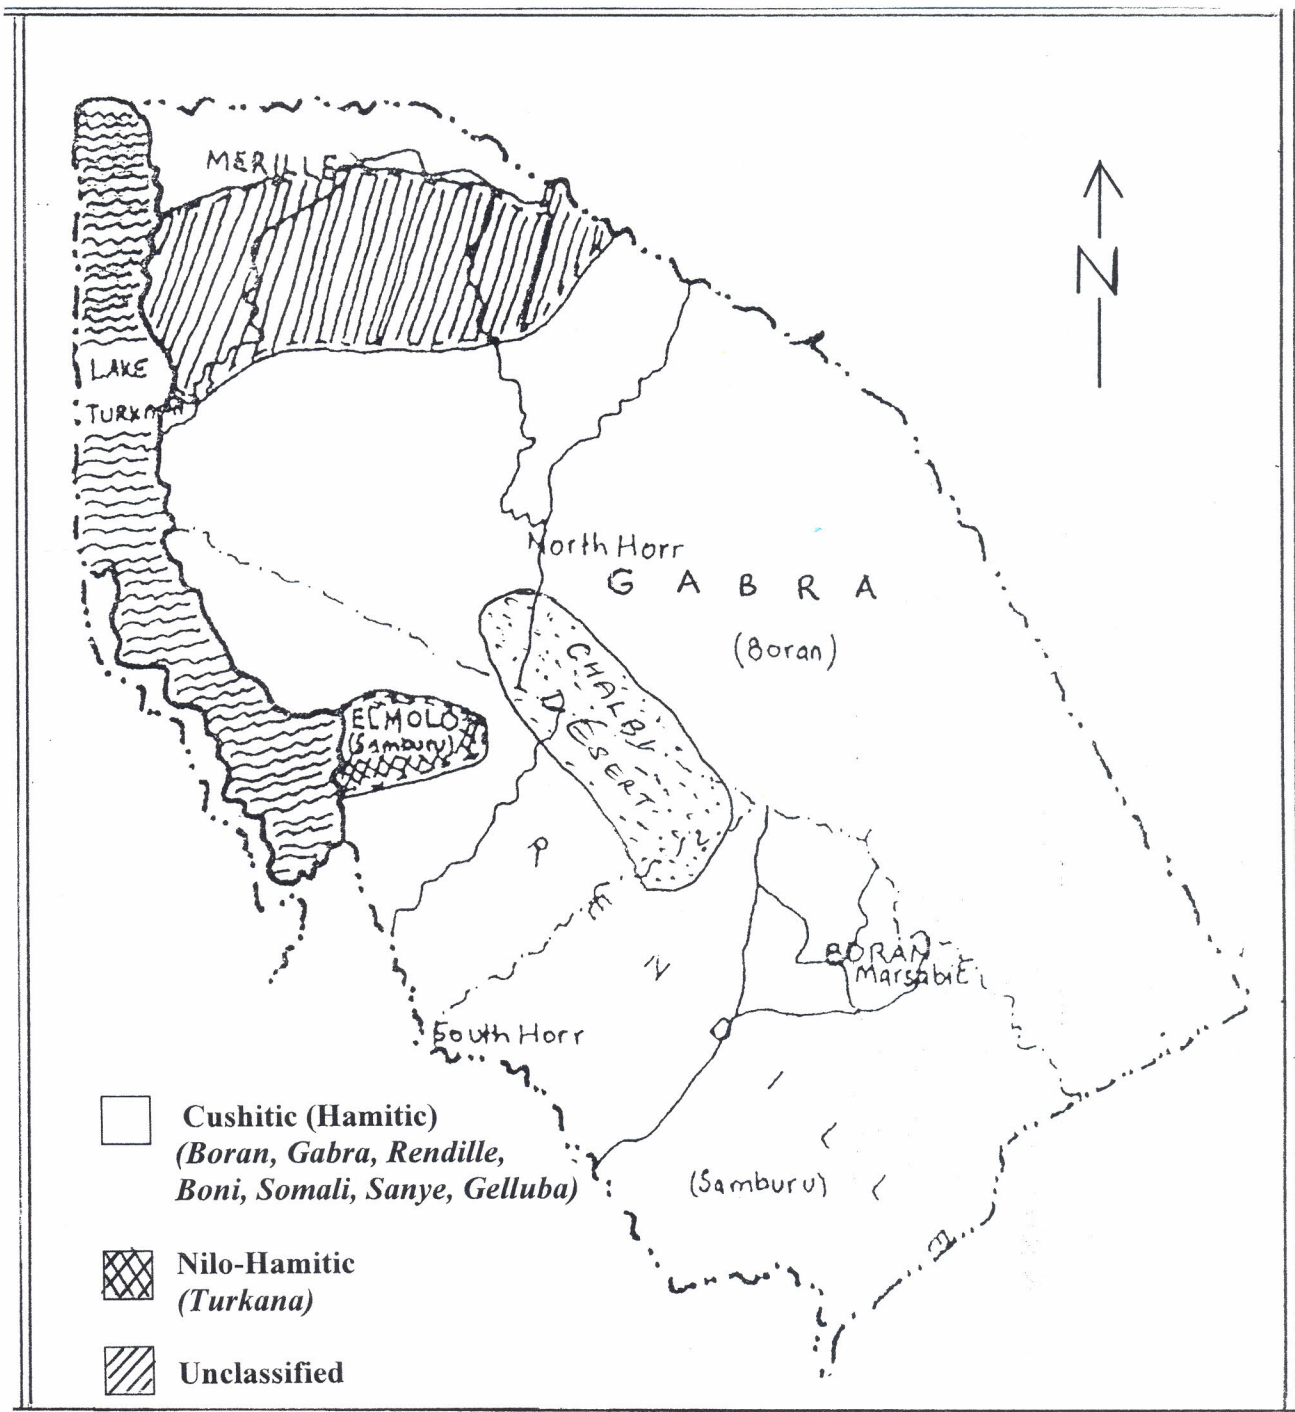 MERILLE
N
LAKE
TURKANA
North Horr
G A B R A
(Boran)
CHALBY
DESERT
ELMOLO
(Samburu)
R E N D I L L E
BORAN
Marsabit
South Horr
(Samburu)
Cushitic (Hamitic)
(Boran, Gabra, Rendille,
Boni, Somali, Sanye, Gelluba)
Nilo-Hamitic
(Turkana)
Unclassified